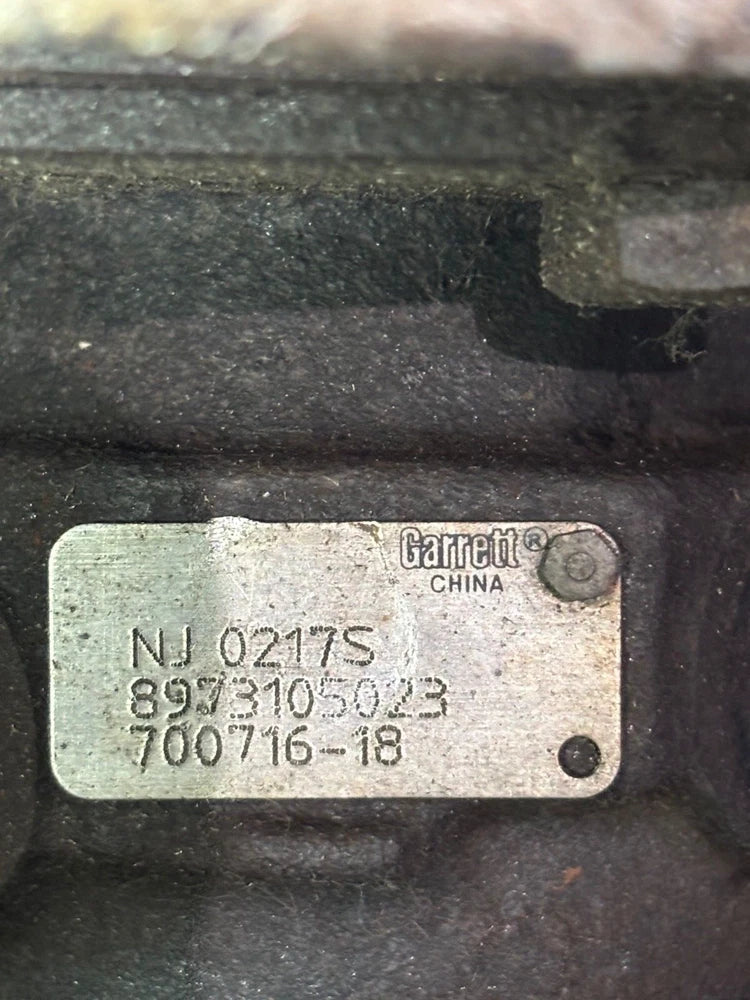 Garrett®
CHINA
NJ 0217S
8973105023
700716-18